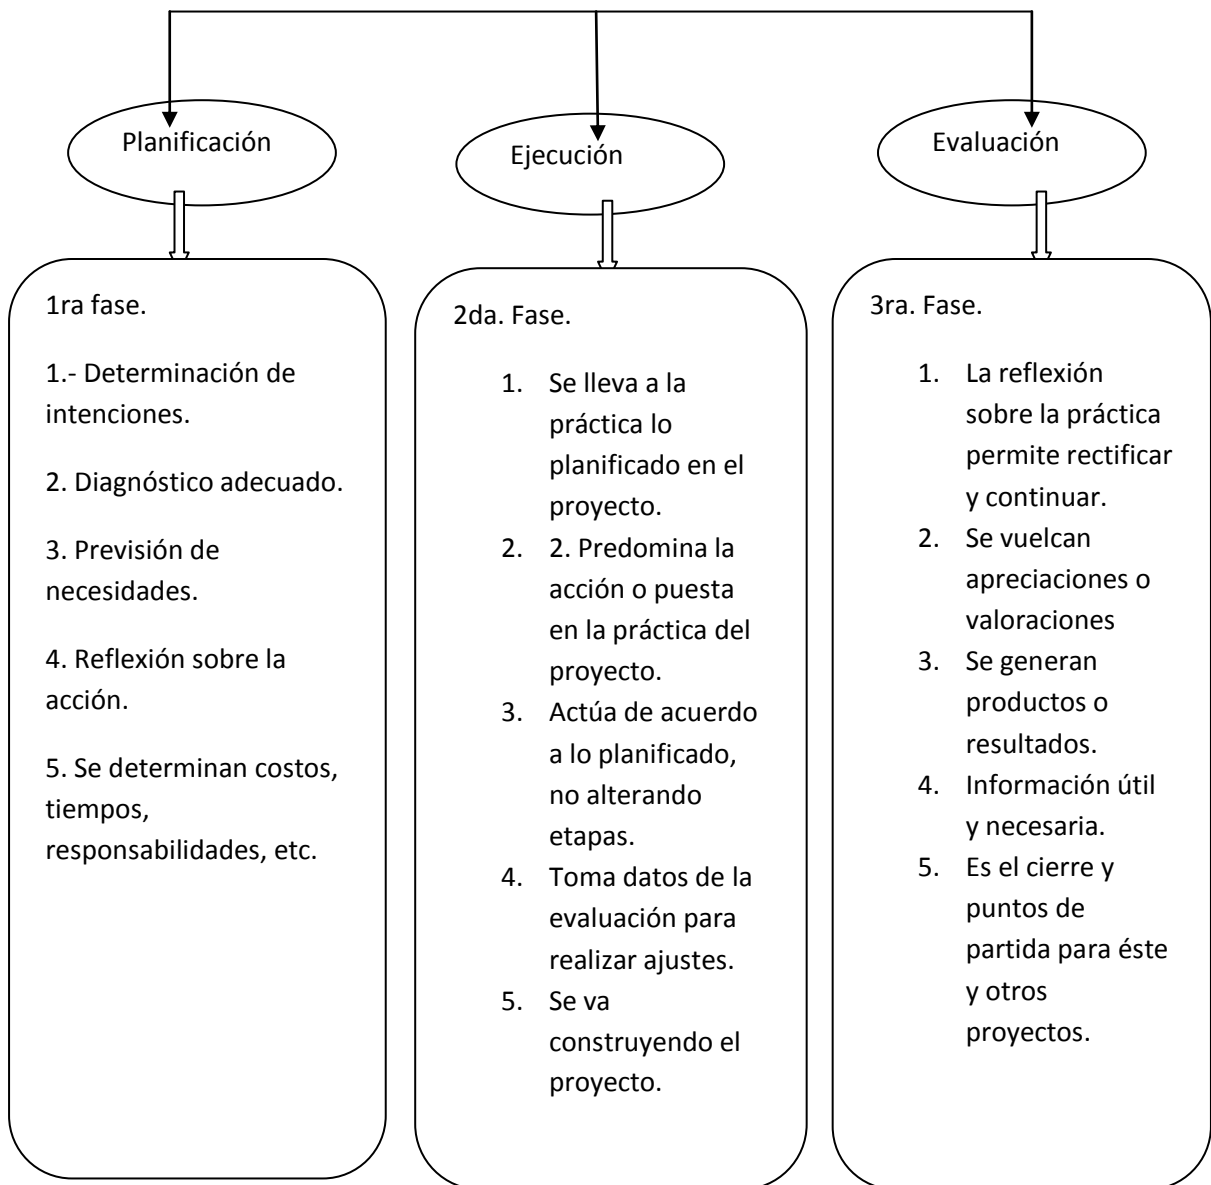 Planificación
Ejecución
Evaluación
1ra fase.
1.- Determinación de
intenciones.
2. Diagnóstico adecuado.
3. Previsión de
necesidades.
4. Reflexión sobre la
acción.
5. Se determinan costos,
tiempos,
responsabilidades, etc.
2da. Fase.
1. Se lleva a la
práctica lo
planificado en el
proyecto.
2. 2. Predomina la
acción o puesta
en la práctica del
proyecto.
3. Actúa de acuerdo
a lo planificado,
no alterando
etapas.
4. Toma datos de la
evaluación para
realizar ajustes.
5. Se va
construyendo el
proyecto.
3ra. Fase.
1. La reflexión
sobre la práctica
permite rectificar
y continuar.
2. Se vuelcan
apreciaciones o
valoraciones
3. Se generan
productos o
resultados.
4. Información útil
y necesaria.
5. Es el cierre y
puntos de
partida para éste
y otros
proyectos.